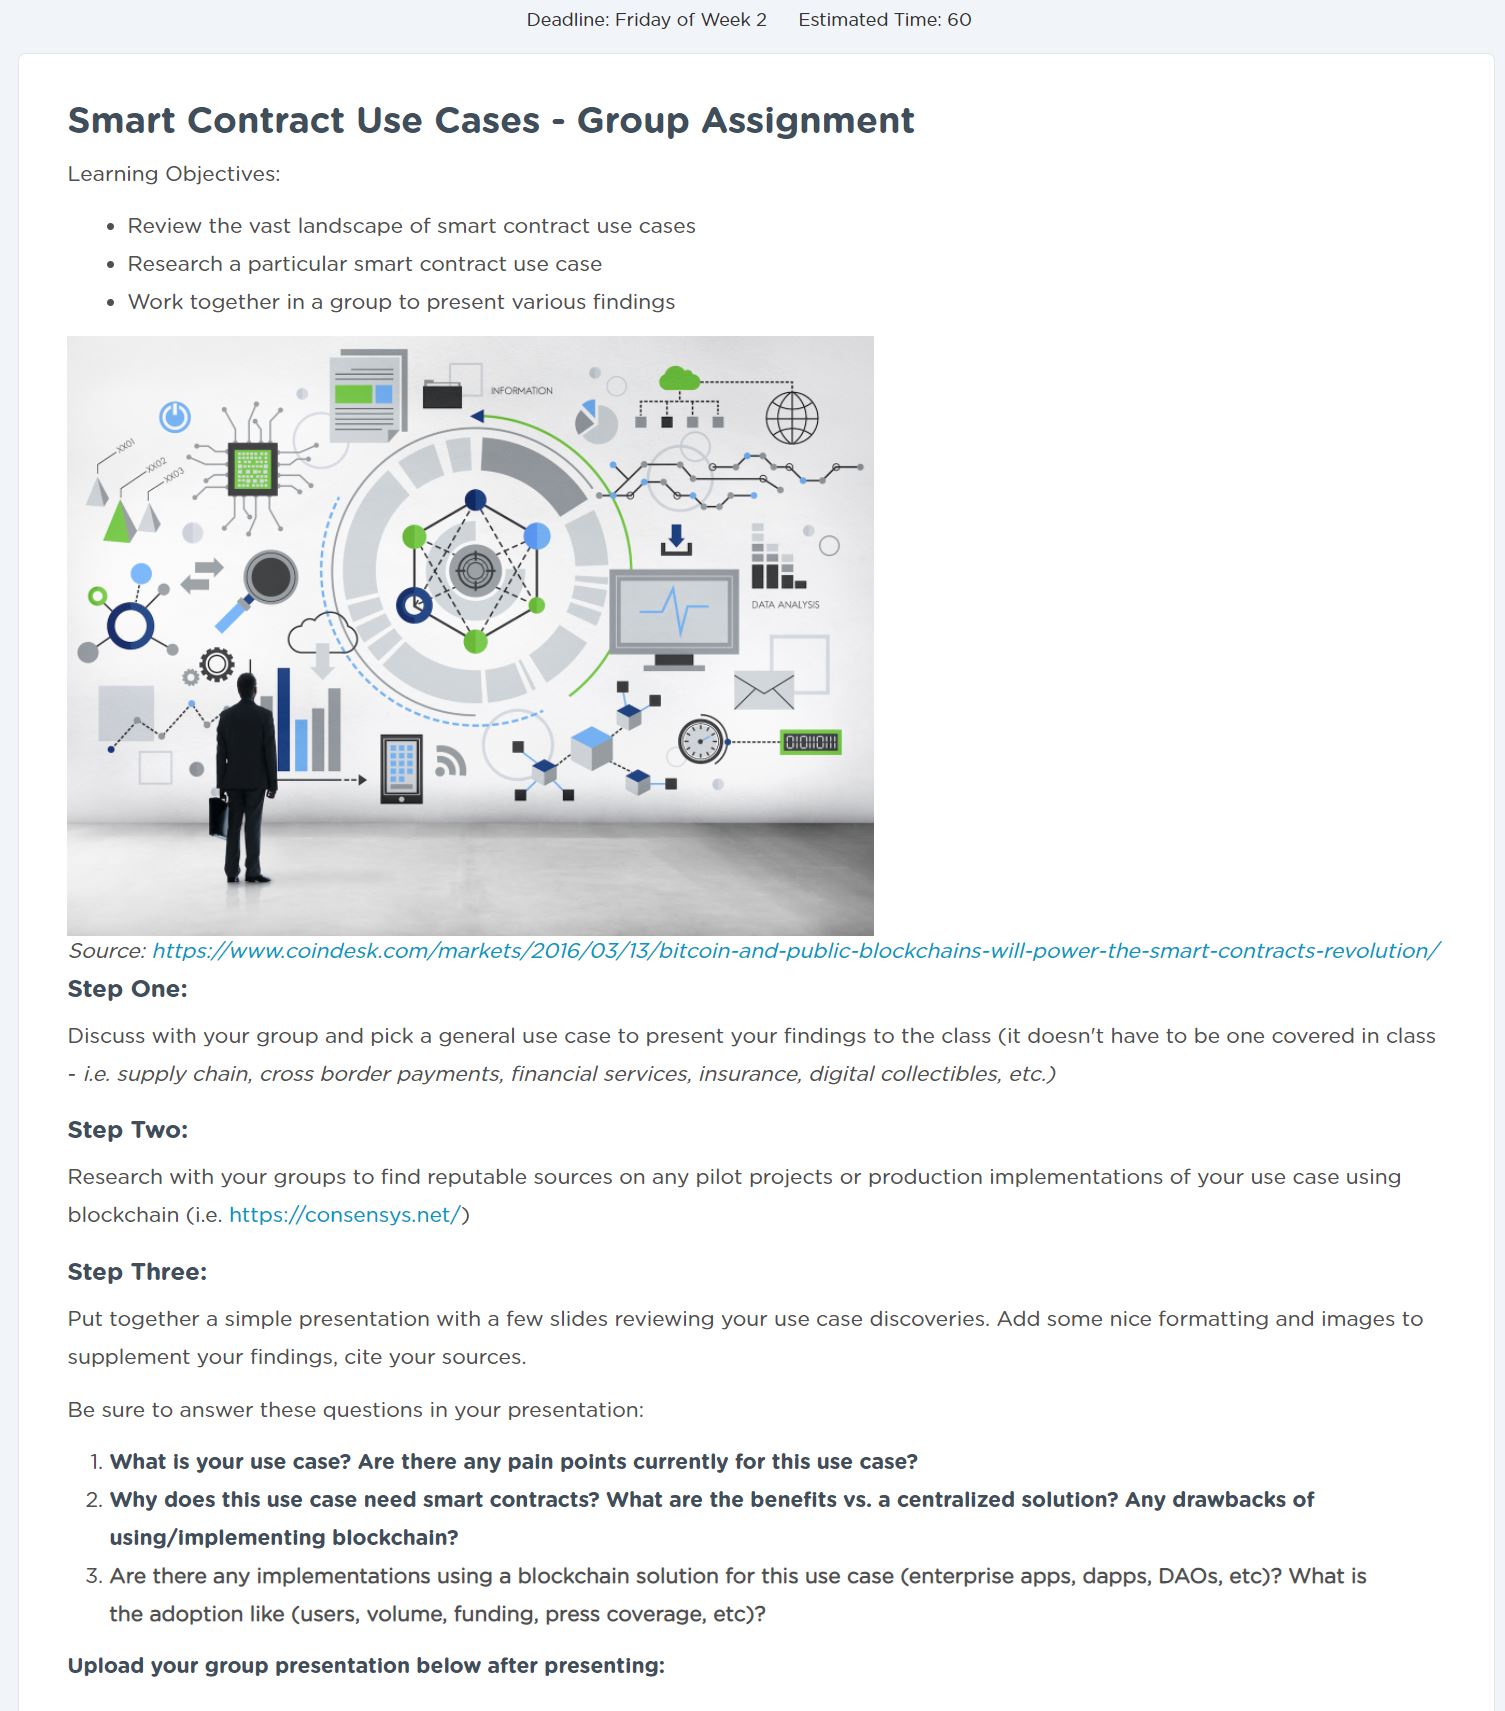 Deadline: Friday of Week 2 Estimated Time: 60
Smart Contract Use Cases - Group Assignment
Learning Objectives:
• Review the vast landscape of smart contract use cases
• Research a particular smart contract use case
• Work together in a group to present various findings
INFORMATION
XX01
XX02
XX03
DATA ANALYSIS
01011011
Source: https://www.coindesk.com/markets/2016/03/13/bitcoin-and-public-blockchains-will-power-the-smart-contracts-revolution/
Step One:
Discuss with your group and pick a general use case to present your findings to the class (it doesn't have to be one covered in class
- i.e. supply chain, cross border payments, financial services, insurance, digital collectibles, etc.)
Step Two:
Research with your groups to find reputable sources on any pilot projects or production implementations of your use case using
blockchain (i.e. https://consensys.net/)
Step Three:
Put together a simple presentation with a few slides reviewing your use case discoveries. Add some nice formatting and images to
supplement your findings, cite your sources.
Be sure to answer these questions in your presentation:
1. What is your use case? Are there any pain points currently for this use case?
2. Why does this use case need smart contracts? What are the benefits vs. a centralized solution? Any drawbacks of
using/implementing blockchain?
3. Are there any implementations using a blockchain solution for this use case (enterprise apps, dapps, DAOs, etc)? What is
the adoption like (users, volume, funding, press coverage, etc)?
Upload your group presentation below after presenting: